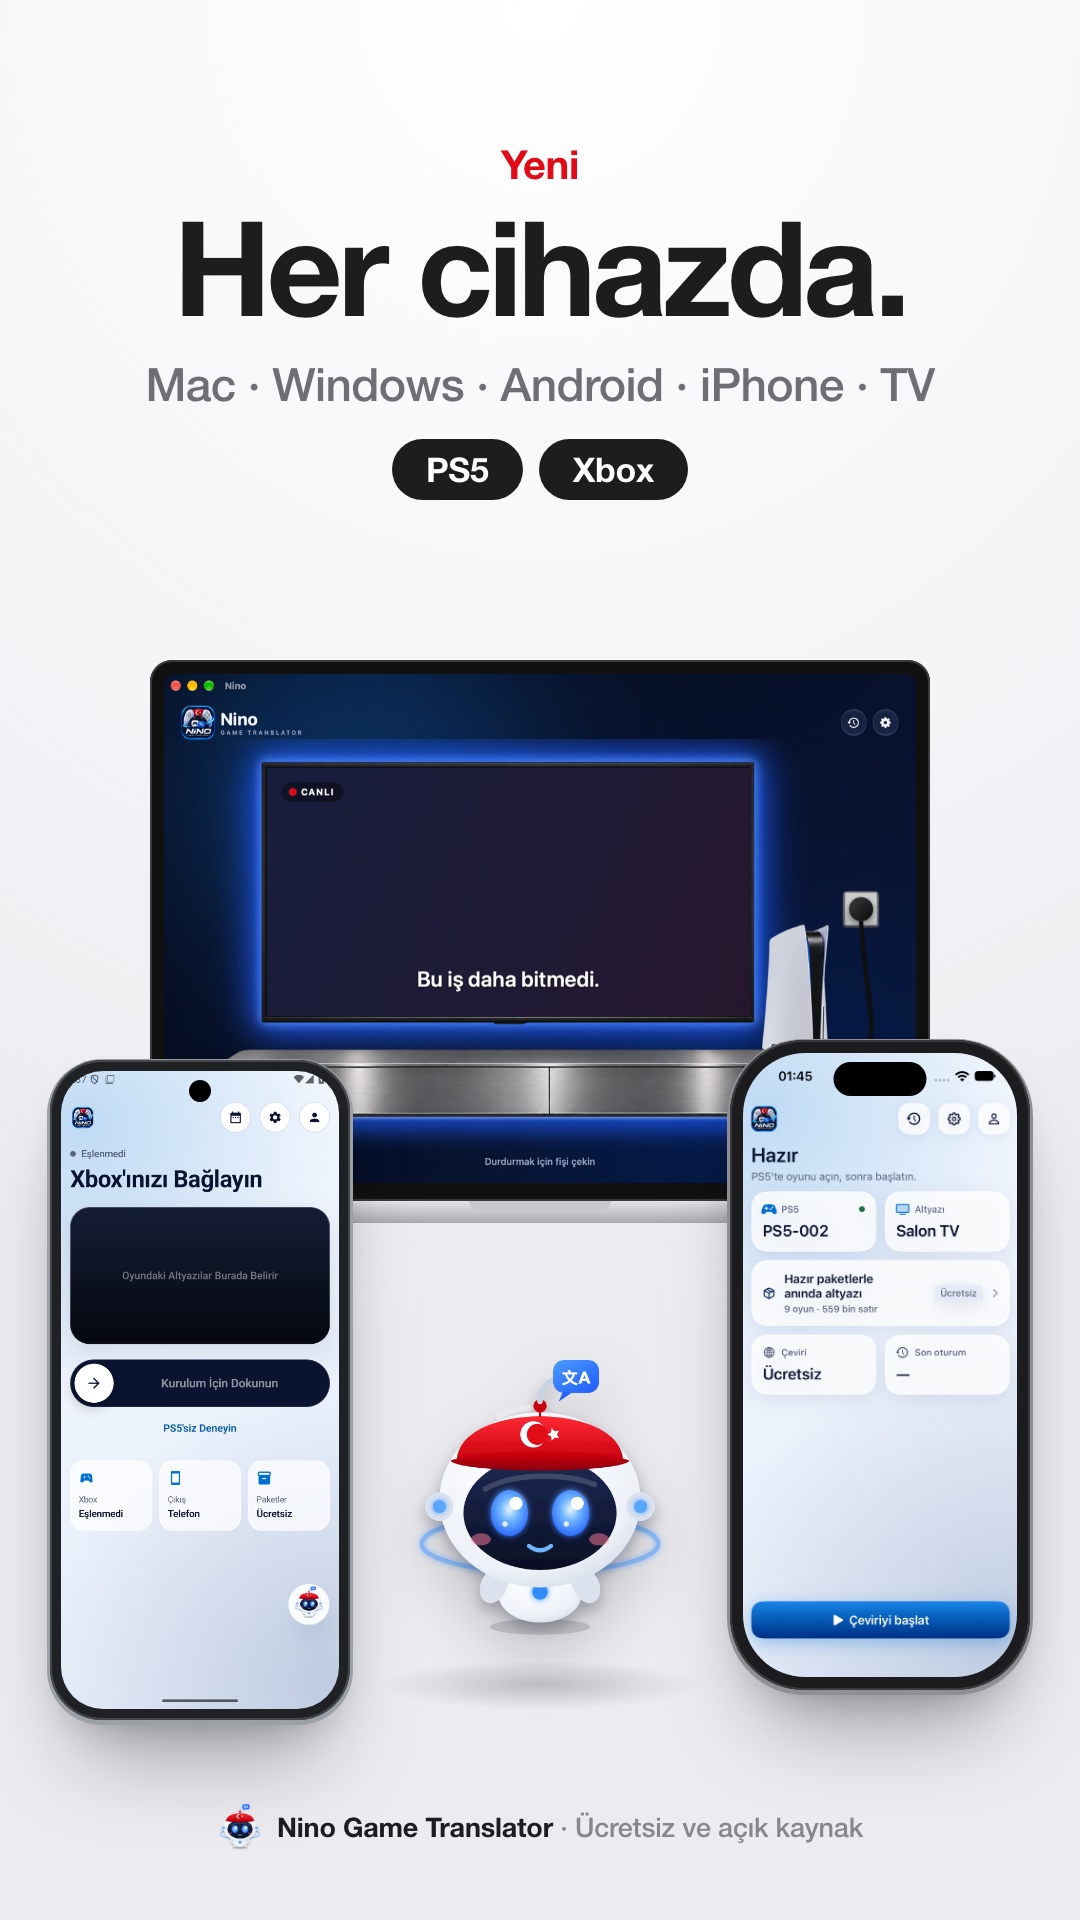 Yeni
Her cihazda.
Mac · Windows · Android · iPhone · TV
PS5 Xbox
Nino
Nino
GAME TRANSLATOR
CANLI
Bu iş daha bitmedi.
Durdurmak için fişi çekin
NiNO
Eşlenmedi
Xbox'ınızı Bağlayın
Oyundaki Altyazılar Burada Belirir
Kurulum İçin Dokunun
PS5'siz Deneyin
Xbox
Eşlenmedi
Çıkış
Telefon
Paketler
Ücretsiz
01:45
NiNO
Hazır
PS5'te oyunu açın, sonra başlatın.
PS5
PS5-002
Altyazı
Salon TV
Hazır paketlerle
anında altyazı
9 oyun · 559 bin satır
Ücretsiz
Çeviri
Ücretsiz
Son oturum
—
Çeviriyi başlat
文A
Nino Game Translator · Ücretsiz ve açık kaynak